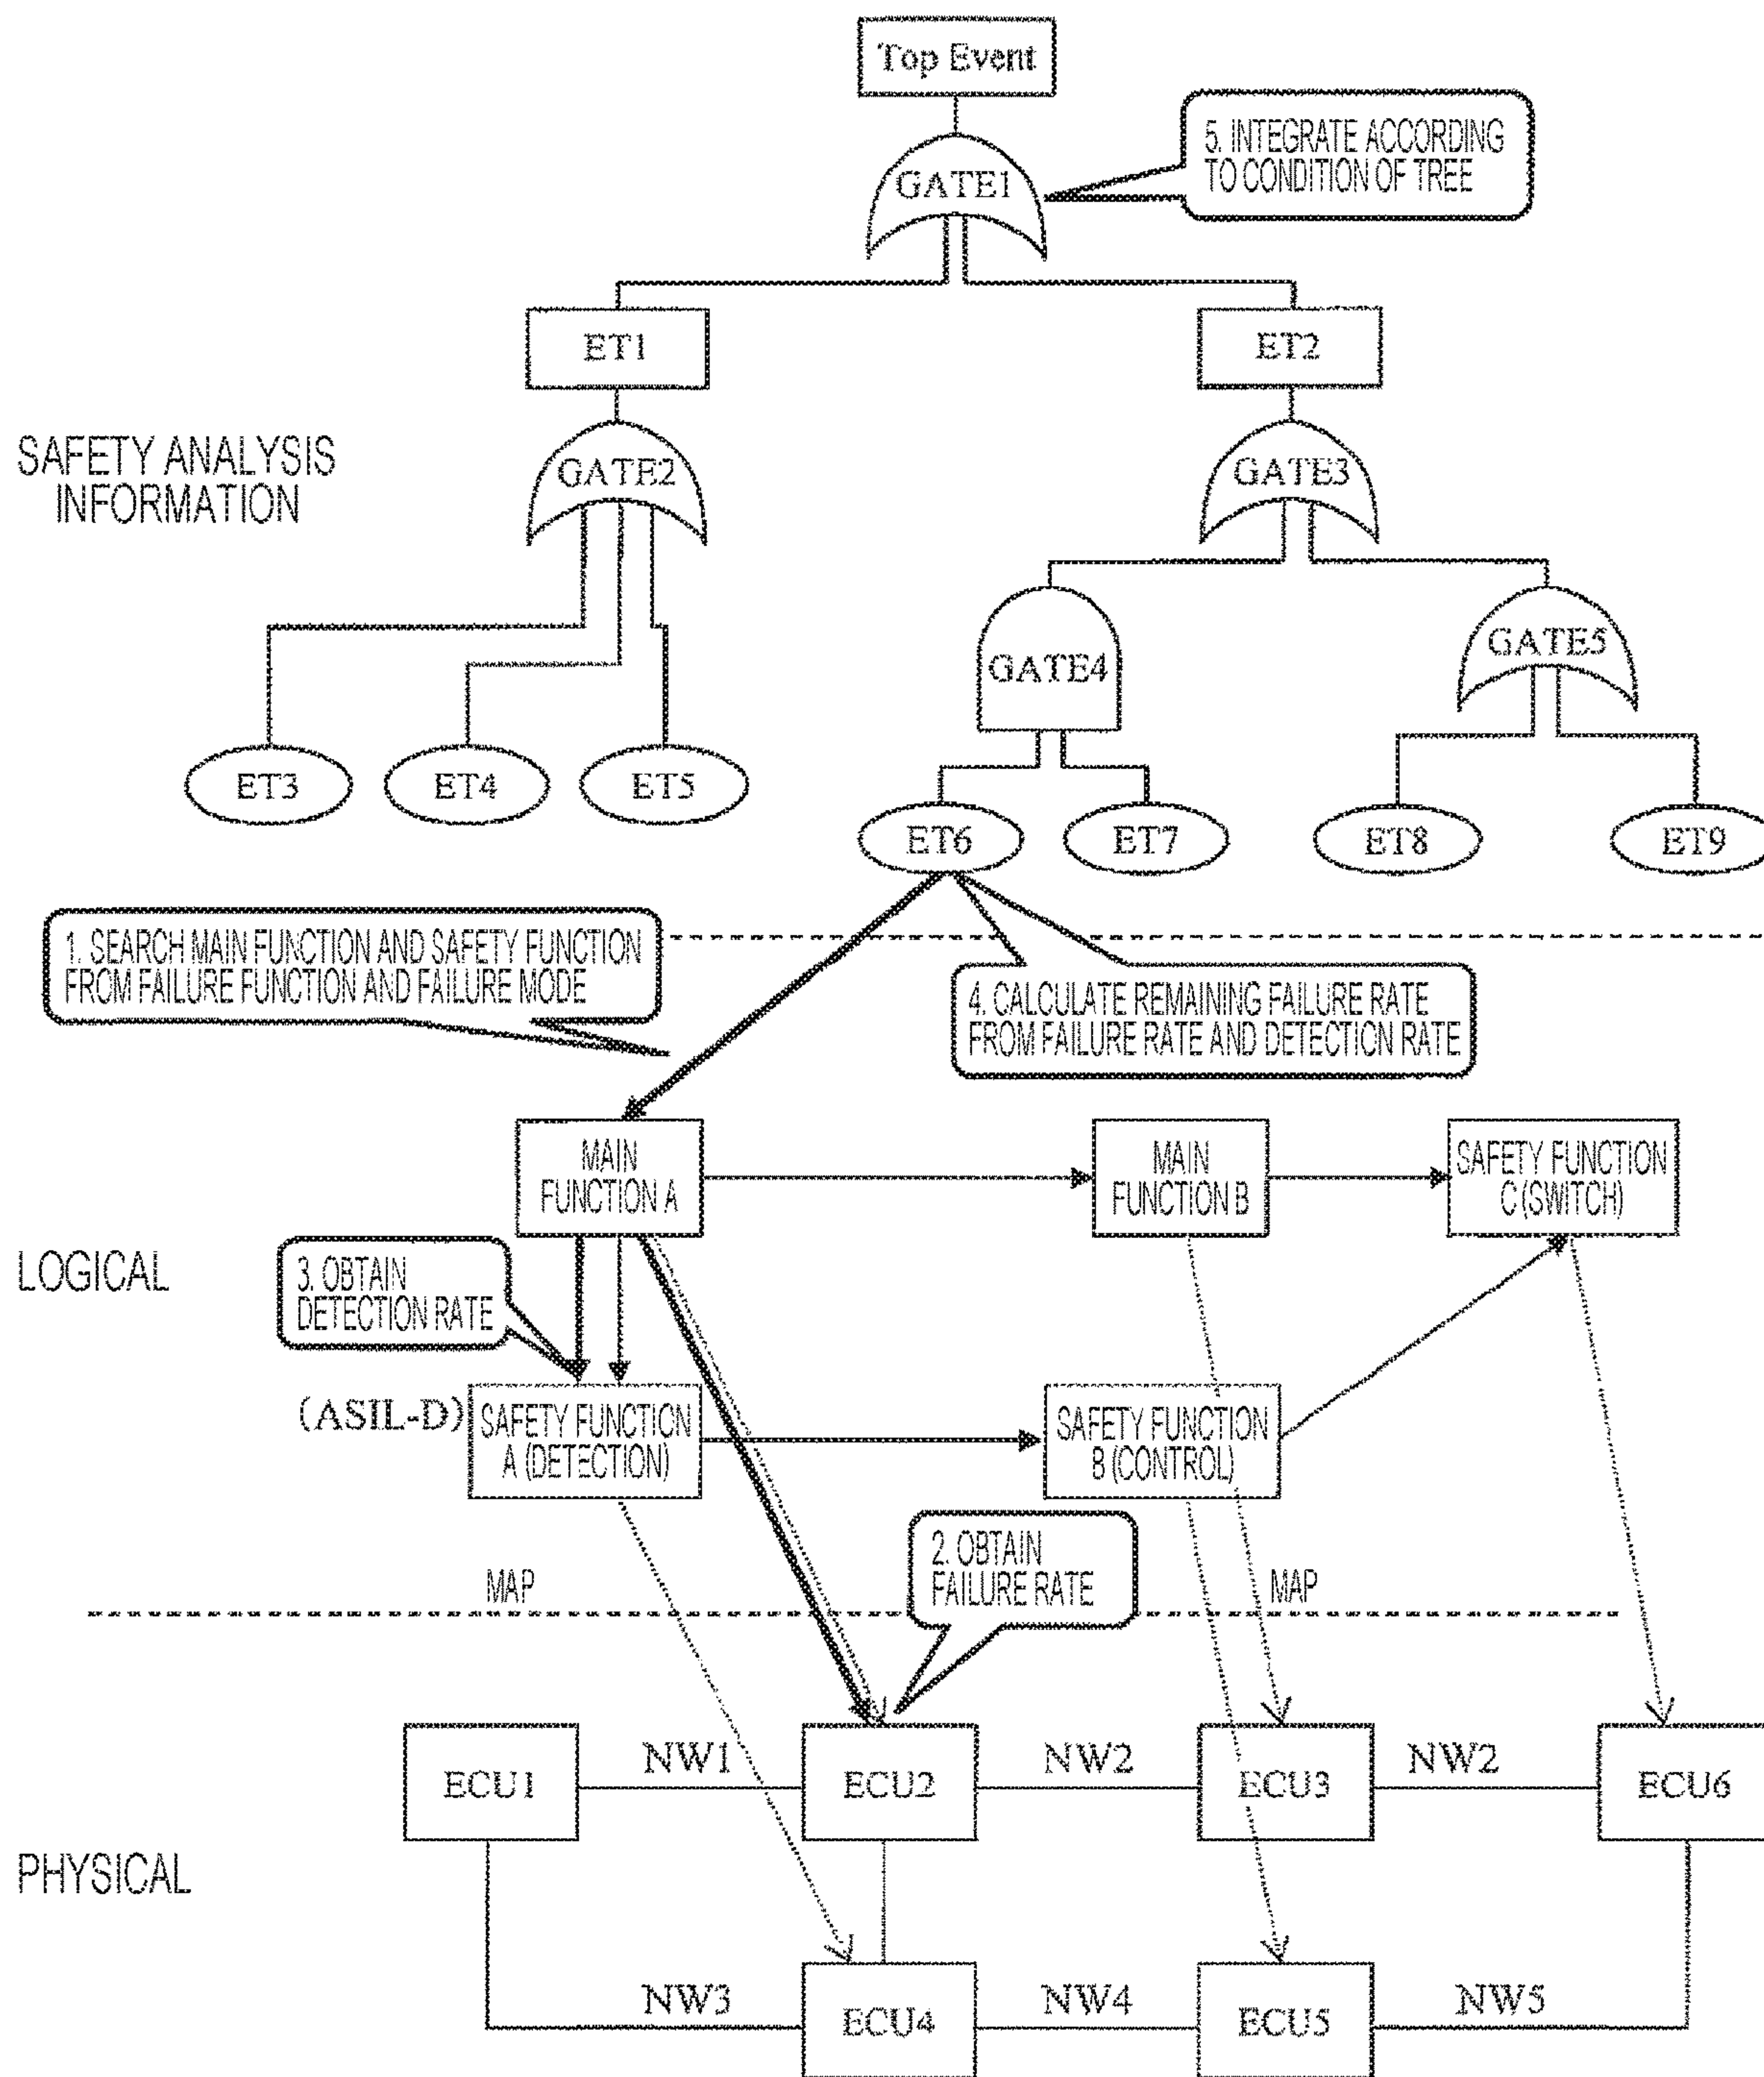 Top Event
5. INTEGRATE ACCORDING
TO CONDITION OF TREE
GATE1
ET1
ET2
SAFETY ANALYSIS
INFORMATION
GATE2
GATE3
GATE4
GATE5
ET3
ET4
ET5
ET6
ET7
ET8
ET9
1. SEARCH MAIN FUNCTION AND SAFETY FUNCTION
FROM FAILURE FUNCTION AND FAILURE MODE
4. CALCULATE REMAINING FAILURE RATE
FROM FAILURE RATE AND DETECTION RATE
MAIN
FUNCTION A
MAIN
FUNCTION B
SAFETY FUNCTION
C (SWITCH)
LOGICAL
3. OBTAIN
DETECTION RATE
(ASIL-D)
SAFETY FUNCTION
A (DETECTION)
SAFETY FUNCTION
B (CONTROL)
2. OBTAIN
FAILURE RATE
MAP
MAP
ECU1
NW1
ECU2
NW2
ECU3
NW2
ECU6
PHYSICAL
NW3
ECU4
NW4
ECU5
NW5